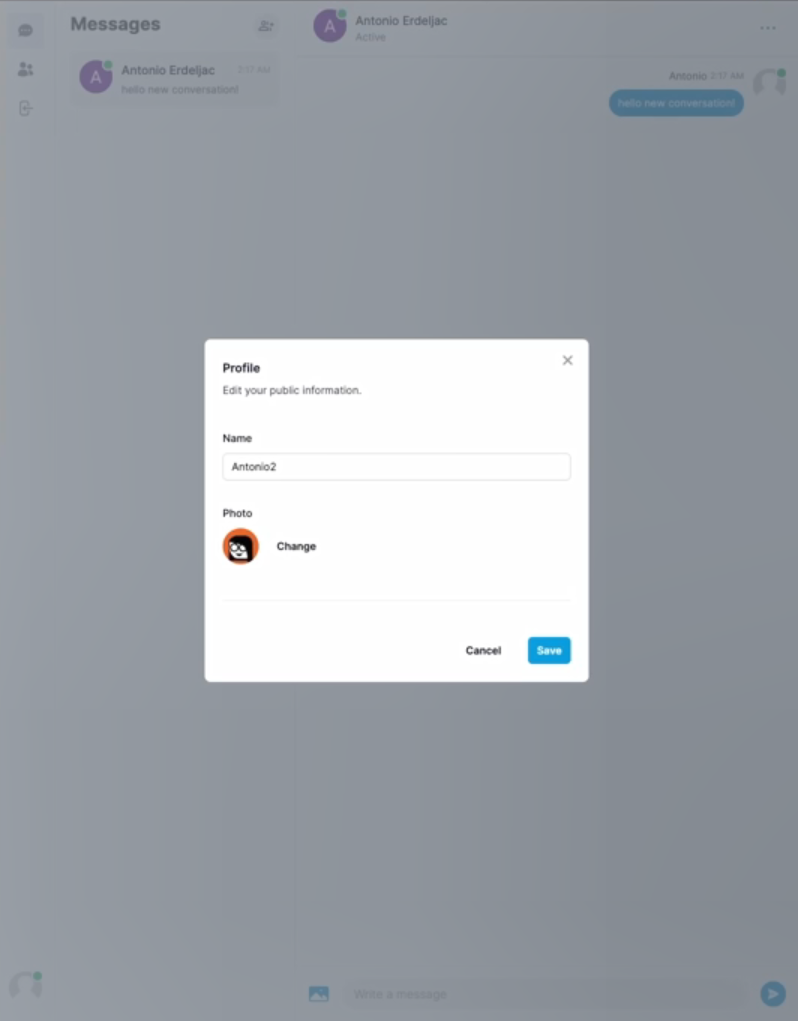 Messages
A
Antonio Erdeljac
2:17 AM
hello new conversation!
A
Antonio Erdeljac
Active
Antonio 2:17 AM
hello new conversation!
Profile
Edit your public information.
Name
Antonio2
Photo
Change
Cancel
Save
Write a message